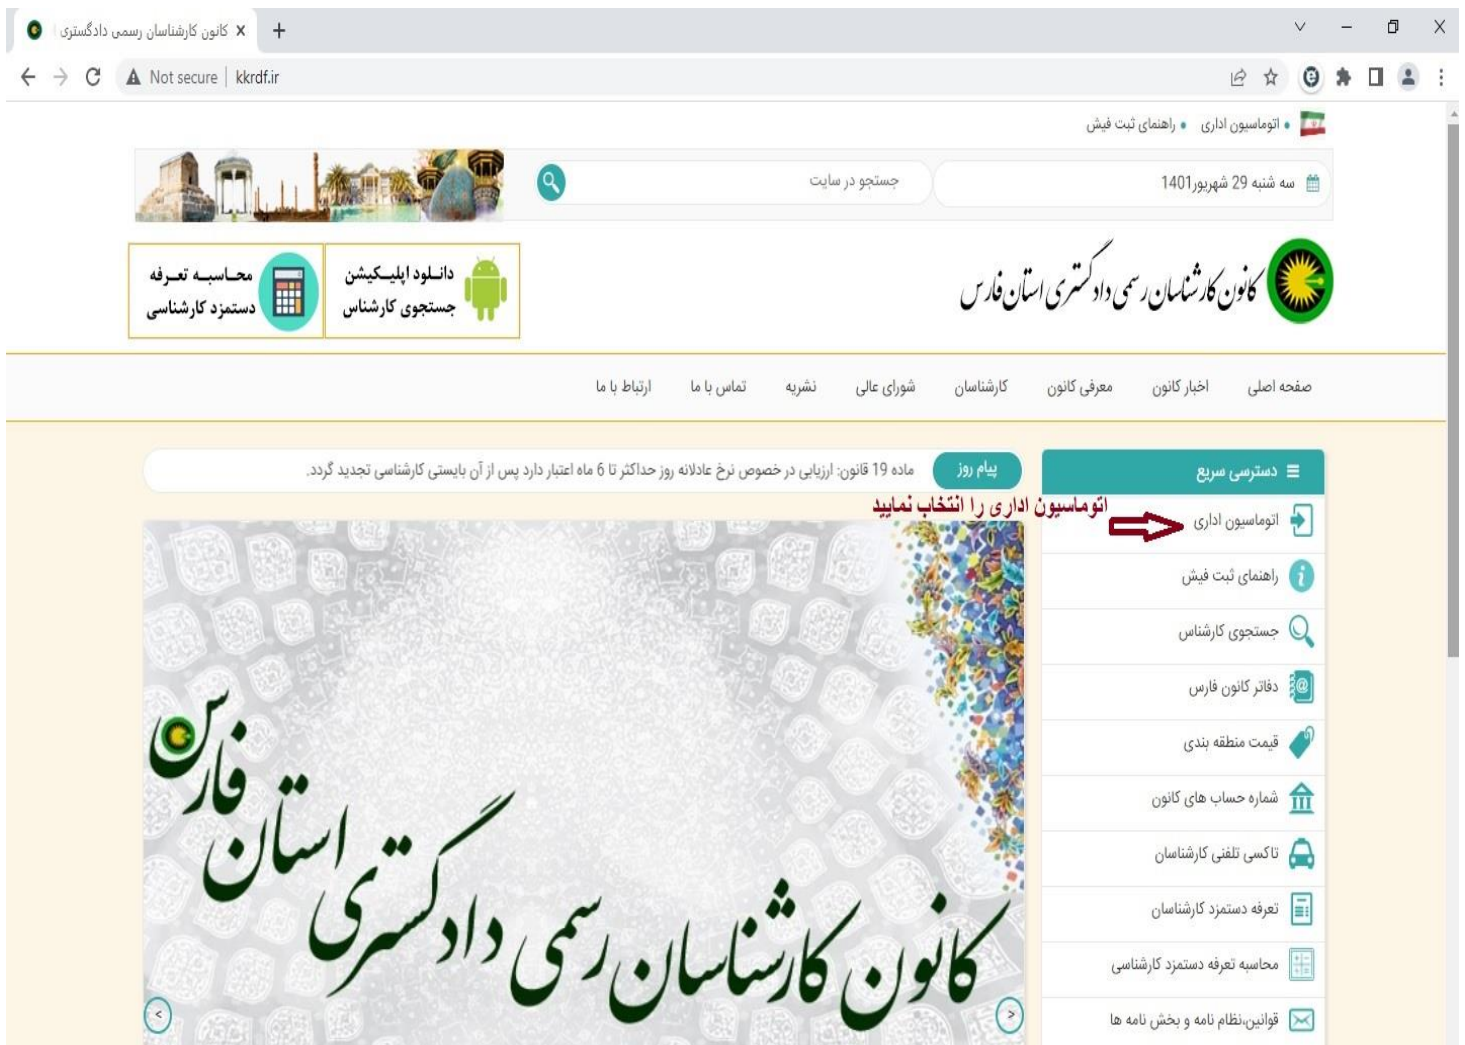 کانون کارشناسان رسمی دادگستری
Not secure | kkrdf.ir
اتوماسیون اداری • راهنمای ثبت فیش
سه شنبه 29 شهریور1401
جستجو در سایت
کانون کارشناسان رسمی دادگستری استان فارس
دانـلود اپلیـکیشن
جستجوی کارشناس
محـاسبـه تعـرفه
دستمزد کارشناسی
صفحه اصلی
اخبار کانون
معرفی کانون
کارشناسان
شورای عالی
نشریه
تماس با ما
ارتباط با ما
دسترسی سریع
پیام روز
ماده 19 قانون: ارزیابی در خصوص نرخ عادلانه روز حداکثر تا 6 ماه اعتبار دارد پس از آن بایستی کارشناسی تجدید گردد.
اتوماسیون اداری را انتخاب نمایید
اتوماسیون اداری
راهنمای ثبت فیش
جستجوی کارشناس
دفاتر کانون فارس
قیمت منطقه بندی
شماره حساب های کانون
تاکسی تلفنی کارشناسان
تعرفه دستمزد کارشناسان
محاسبه تعرفه دستمزد کارشناسی
قوانین،نظام نامه و بخش نامه ها
کانون کارشناسان رسمی دادگستری استان فارس